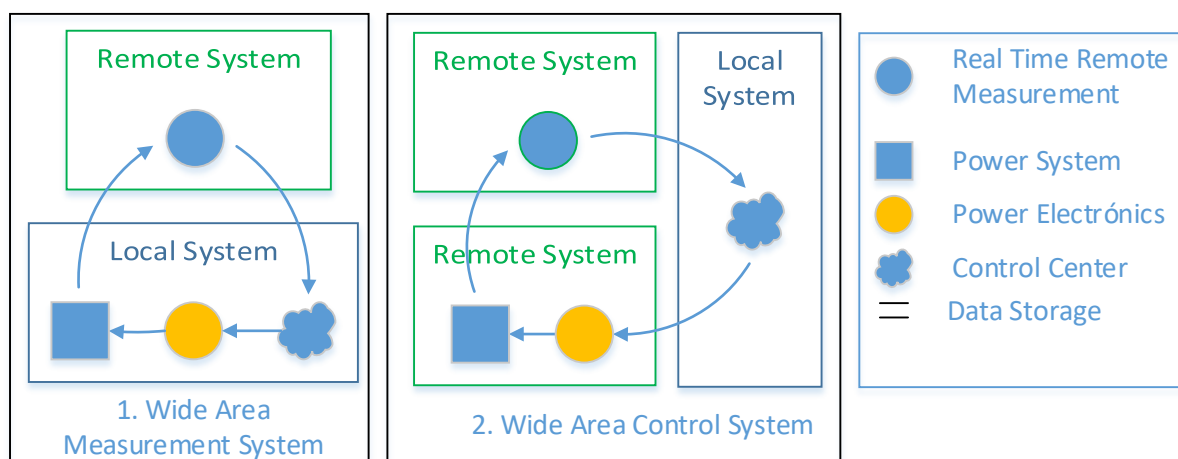 Remote System
Local System
1. Wide Area
Measurement System
Remote System
Local
System
Remote System
2. Wide Area Control System
Real Time Remote
Measurement
Power System
Power Electrónics
Control Center
Data Storage